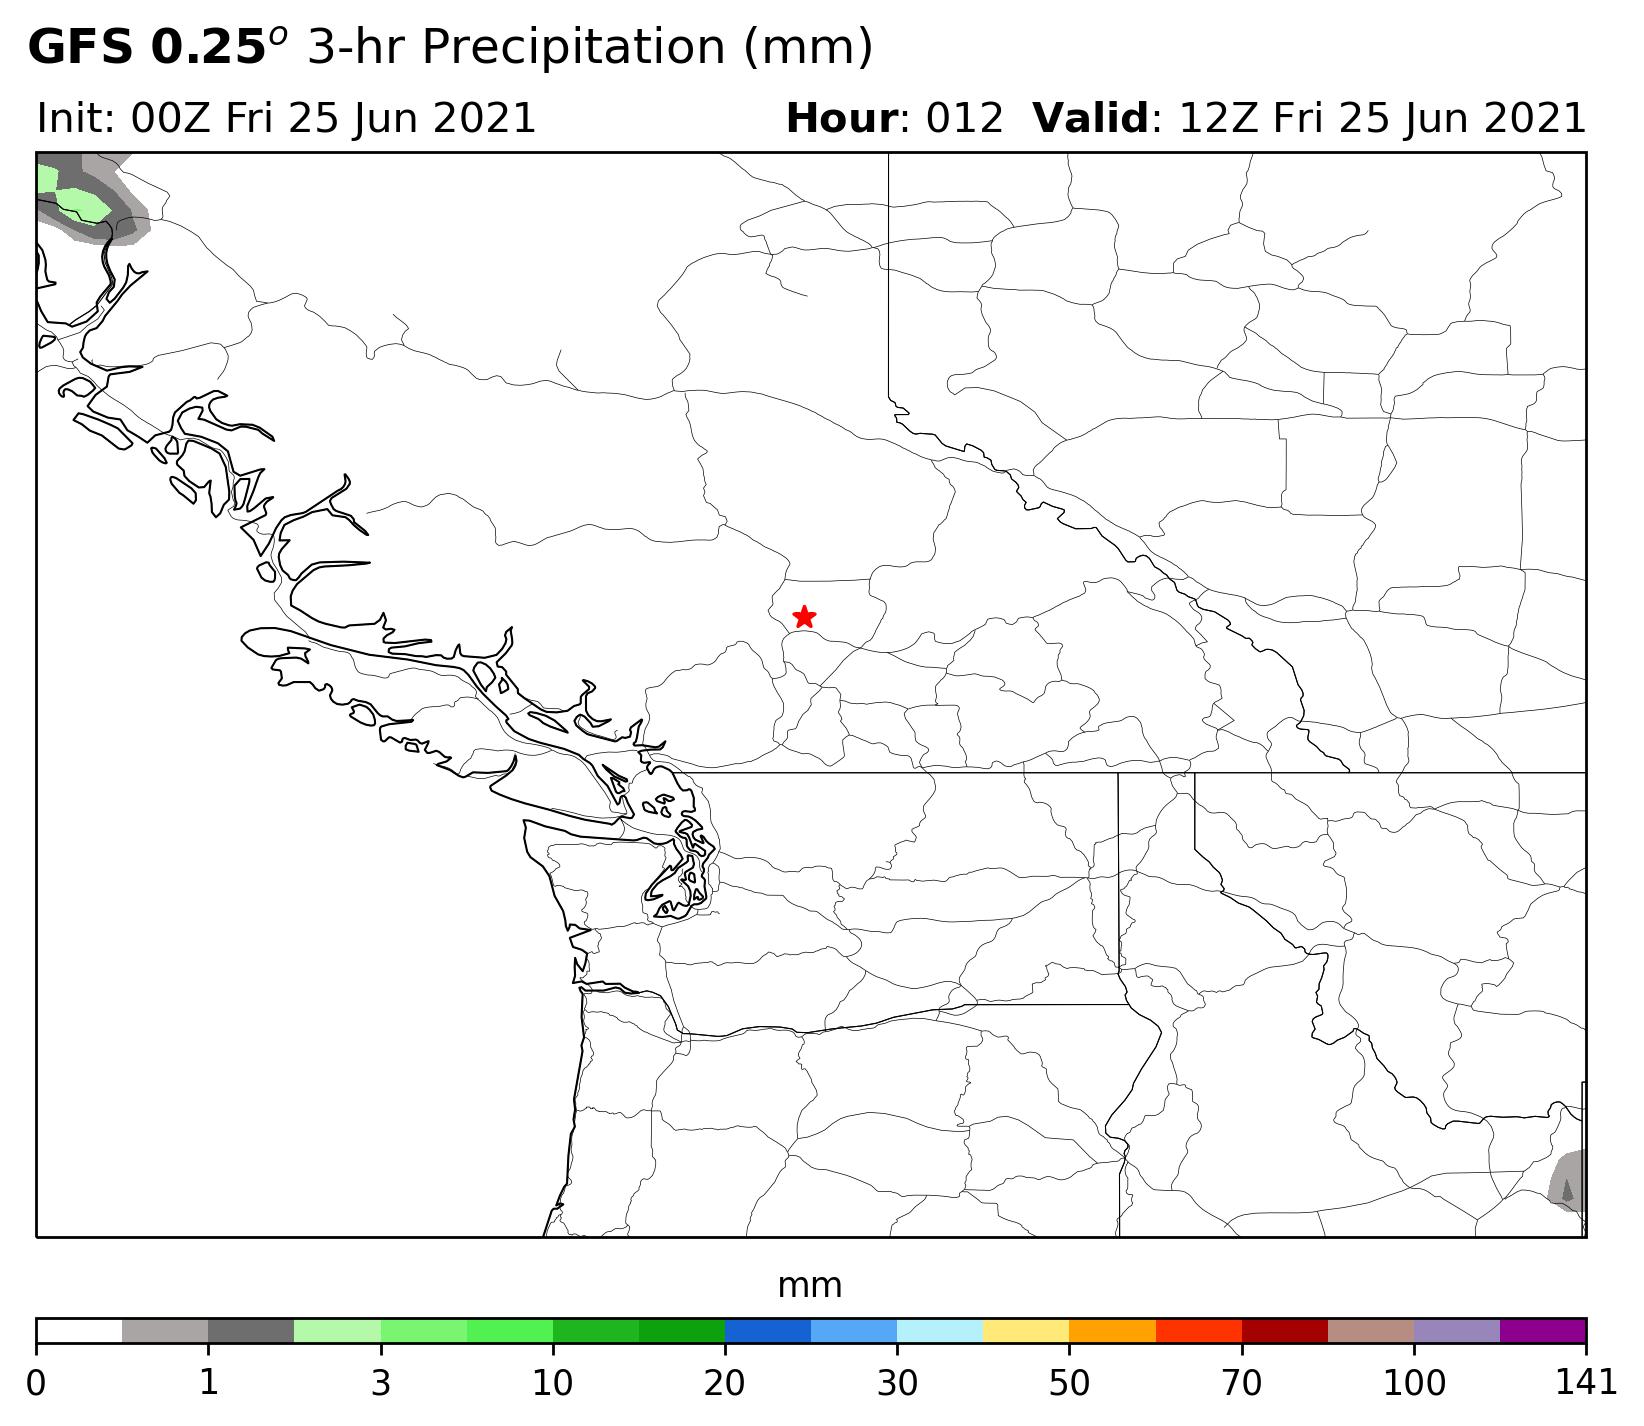 GFS 0.25° 3-hr Precipitation (mm)
Init: 00Z Fri 25 Jun 2021 Hour: 012 Valid: 12Z Fri 25 Jun 2021
mm
0 1 3 10 20 30 50 70 100 141